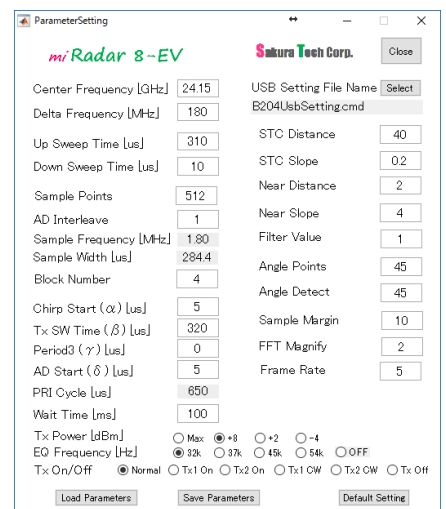 ParameterSetting
miRadar 8-EV
Sakura Tech Corp.
Close
Center Frequency [GHz] 24.15
Delta Frequency [MHz] 180
Up Sweep Time [us] 310
Down Sweep Time [us] 10
Sample Points 512
AD Interleave 1
Sample Frequency [MHz] 1.80
Sample Width [us] 284.4
Block Number 4
Chirp Start (α) [us] 5
Tx SW Time (β) [us] 320
Period3 (γ) [us] 0
AD Start (δ) [us] 5
PRI Cycle [us] 650
Wait Time [ms] 100
USB Setting File Name Select
B204UsbSetting.cmd
STC Distance 40
STC Slope 0.2
Near Distance 2
Near Slope 4
Filter Value 1
Angle Points 45
Angle Detect 45
Sample Margin 10
FFT Magnify 2
Frame Rate 5
Tx Power [dBm] Max +8 +2 -4
EQ Frequency [Hz] 32k 37k 45k 54k OFF
Tx On/Off Normal Tx1 On Tx2 On Tx1 CW Tx2 CW Tx Off
Load Parameters Save Parameters Default Setting